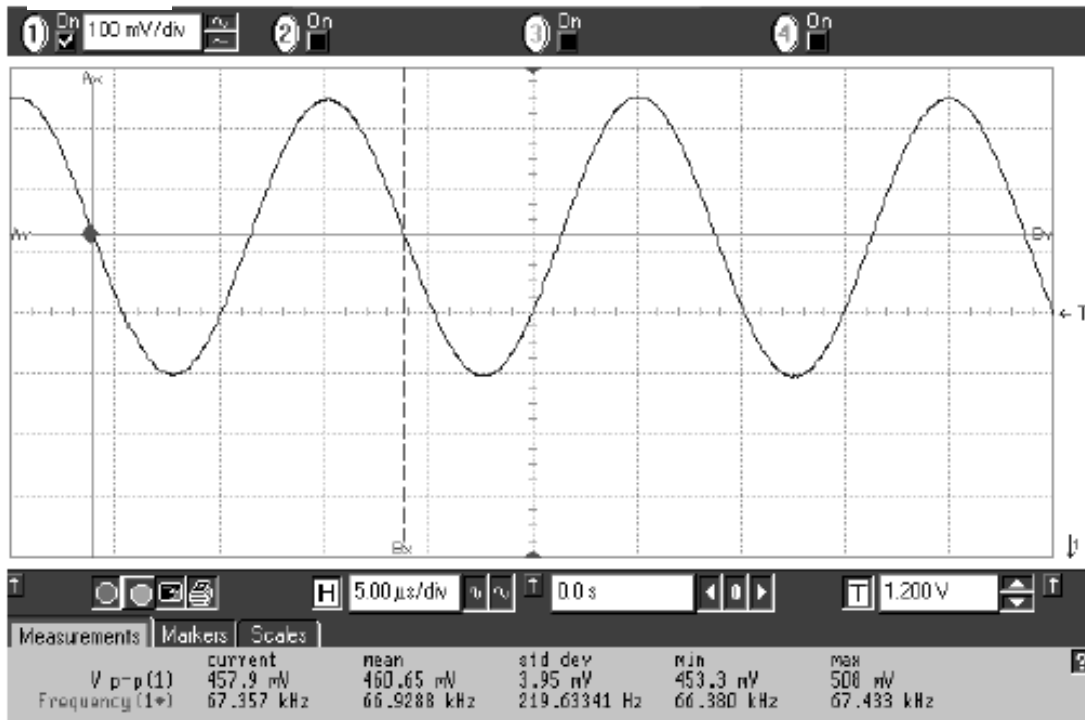 1 On 100 mV/div 2 On 3 On 4 On
Ax
Ay By
T
Bx
1
H 5.00 µs/div 0.0 s 0 T 1.200 V
Measurements Markers Scales
current mean std dev min max ?
V p-p(1) 457.9 mV 460.65 mV 3.95 mV 453.3 mV 508 mV
Frequency(1) 67.357 kHz 66.9288 kHz 219.63341 Hz 66.380 kHz 67.433 kHz